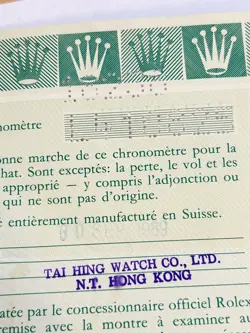 nomètre
onne marche de ce chronomètre pour la
hat. Sont exceptés: la perte, le vol et les
approprié — y compris l'adjonction ou
qui ne sont pas d'origine.
é entièrement manufacturé en Suisse.
TAI HING WATCH CO., LTD.
N.T. HONG KONG
atée par le concessionnaire officiel Rolex
remise avec la montre à examiner au